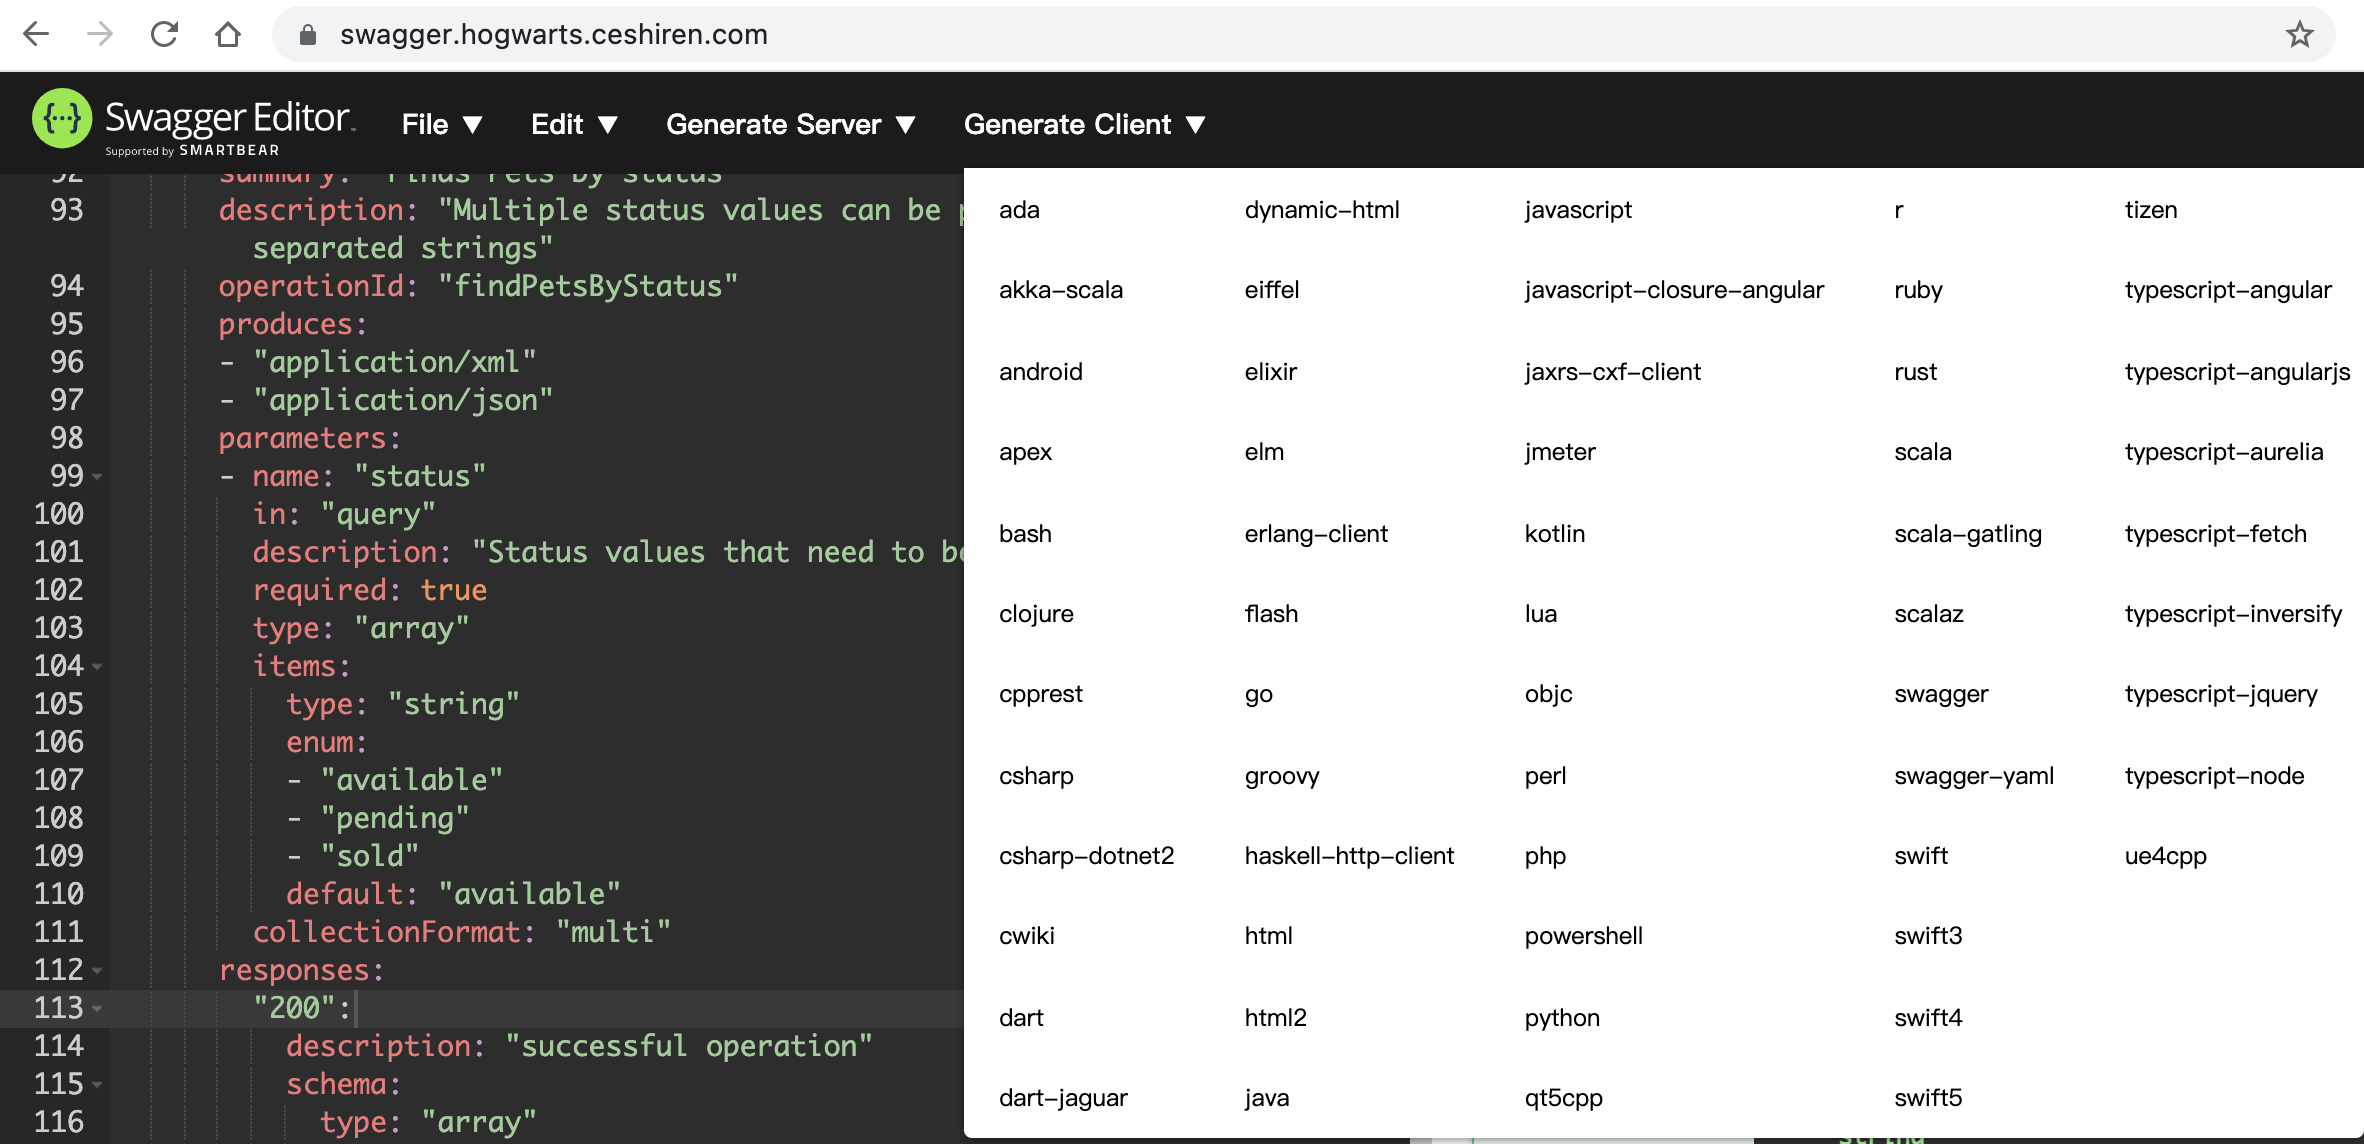 swagger.hogwarts.ceshiren.com
{···} Swagger Editor
Supported by SMARTBEAR
File ▼ Edit ▼ Generate Server ▼ Generate Client ▼
92 summary: "Finds Pets by status"
93 description: "Multiple status values can be
separated strings"
94 operationId: "findPetsByStatus"
95 produces:
96 - "application/xml"
97 - "application/json"
98 parameters:
99 - name: "status"
100 in: "query"
101 description: "Status values that need to be
102 required: true
103 type: "array"
104 items:
105 type: "string"
106 enum:
107 - "available"
108 - "pending"
109 - "sold"
110 default: "available"
111 collectionFormat: "multi"
112 responses:
113 "200":
114 description: "successful operation"
115 schema:
116 type: "array"
ada dynamic-html javascript r tizen
akka-scala eiffel javascript-closure-angular ruby typescript-angular
android elixir jaxrs-cxf-client rust typescript-angularjs
apex elm jmeter scala typescript-aurelia
bash erlang-client kotlin scala-gatling typescript-fetch
clojure flash lua scalaz typescript-inversify
cpprest go objc swagger typescript-jquery
csharp groovy perl swagger-yaml typescript-node
csharp-dotnet2 haskell-http-client php swift ue4cpp
cwiki html powershell swift3
dart html2 python swift4
dart-jaguar java qt5cpp swift5
string